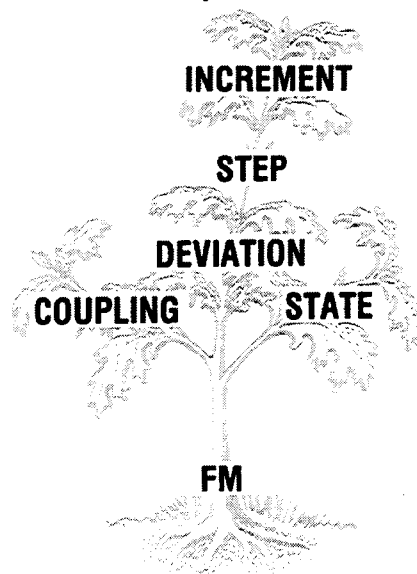 INCREMENT
STEP
DEVIATION
COUPLING STATE
FM